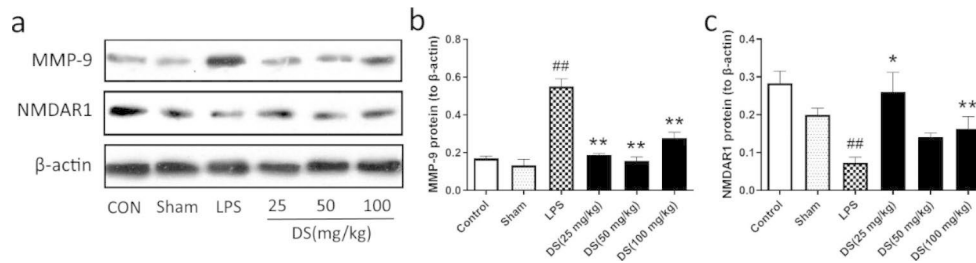 a
MMP-9
NMDAR1
β-actin
CON Sham LPS 25 50 100
DS(mg/kg)
b
MMP-9 protein (to β-actin)
0.8
0.6
0.4
0.2
0.0
##
** ** **
Control
Sham
LPS
DS(25 mg/kg)
DS(50 mg/kg)
DS(100 mg/kg)
c
NMDAR1 protein (to β-actin)
0.4
0.3
0.2
0.1
0.0
##
*
**
Control
Sham
LPS
DS(25 mg/kg)
DS(50 mg/kg)
DS(100 mg/kg)